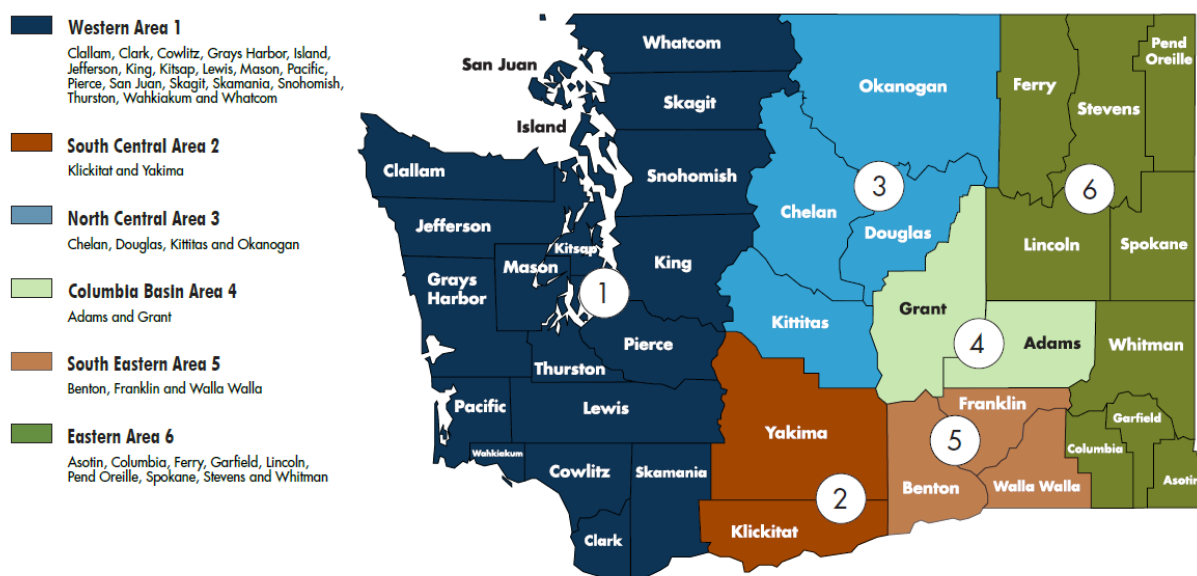 Western Area 1
Clallam, Clark, Cowlitz, Grays Harbor, Island,
Jefferson, King, Kitsap, Lewis, Mason, Pacific,
Pierce, San Juan, Skagit, Skamania, Snohomish,
Thurston, Wahkiakum and Whatcom
South Central Area 2
Klickitat and Yakima
North Central Area 3
Chelan, Douglas, Kittitas and Okanogan
Columbia Basin Area 4
Adams and Grant
South Eastern Area 5
Benton, Franklin and Walla Walla
Eastern Area 6
Asotin, Columbia, Ferry, Garfield, Lincoln,
Pend Oreille, Spokane, Stevens and Whitman
Whatcom
San Juan
Skagit
Island
Clallam
Snohomish
Jefferson
Kitsap
King
Mason
Grays
Harbor
1
Pierce
Thurston
Pacific
Lewis
Wahkiakum
Cowlitz
Skamania
Clark
Okanogan
3
Chelan
Douglas
Kittitas
Ferry
Pend
Oreille
Stevens
6
Lincoln
Spokane
Grant
4
Adams
Whitman
Yakima
2
Klickitat
Franklin
5
Benton
Walla Walla
Garfield
Columbia
Asotin